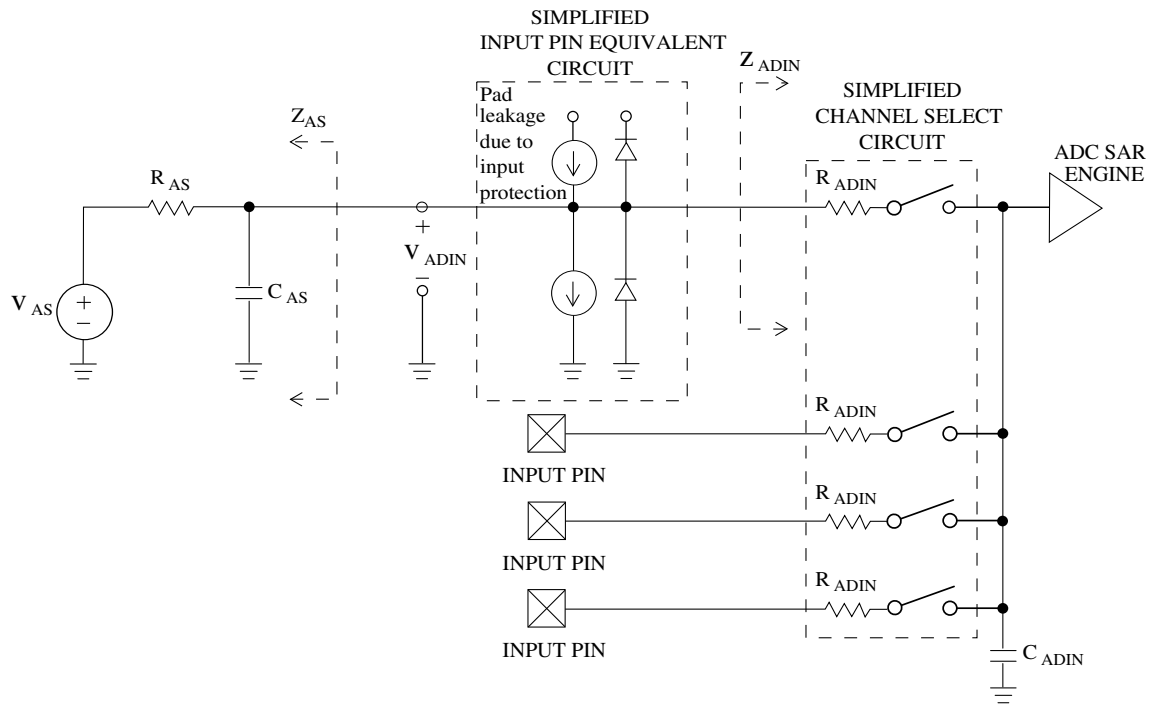 SIMPLIFIED
INPUT PIN EQUIVALENT
CIRCUIT
Pad
leakage
due to
input
protection
Z ADIN
SIMPLIFIED
CHANNEL SELECT
CIRCUIT
ADC SAR
ENGINE
Z AS
R AS
R ADIN
+
V ADIN
−
C AS
V AS
+
−
R ADIN
INPUT PIN
R ADIN
INPUT PIN
R ADIN
INPUT PIN
C ADIN